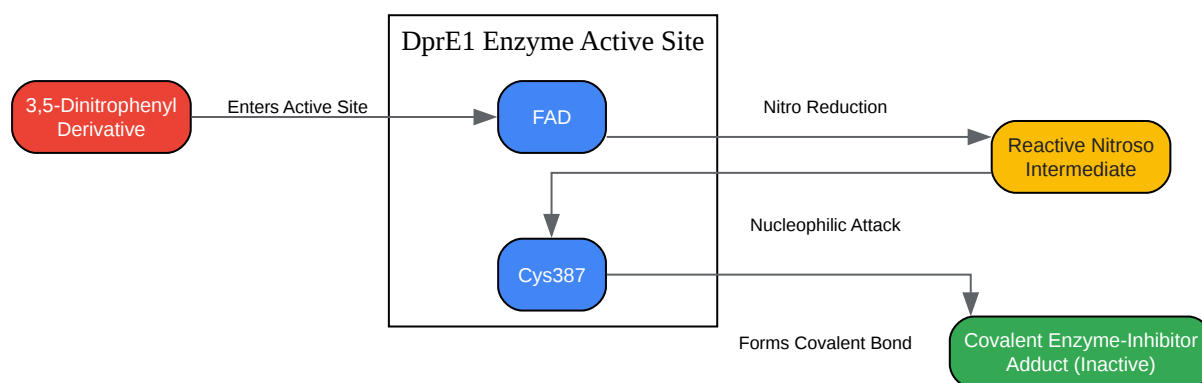 DprE1 Enzyme Active Site
3,5-Dinitrophenyl
Derivative
Enters Active Site
FAD
Nitro Reduction
Reactive Nitroso
Intermediate
Nucleophilic Attack
Cys387
Forms Covalent Bond
Covalent Enzyme-Inhibitor
Adduct (Inactive)